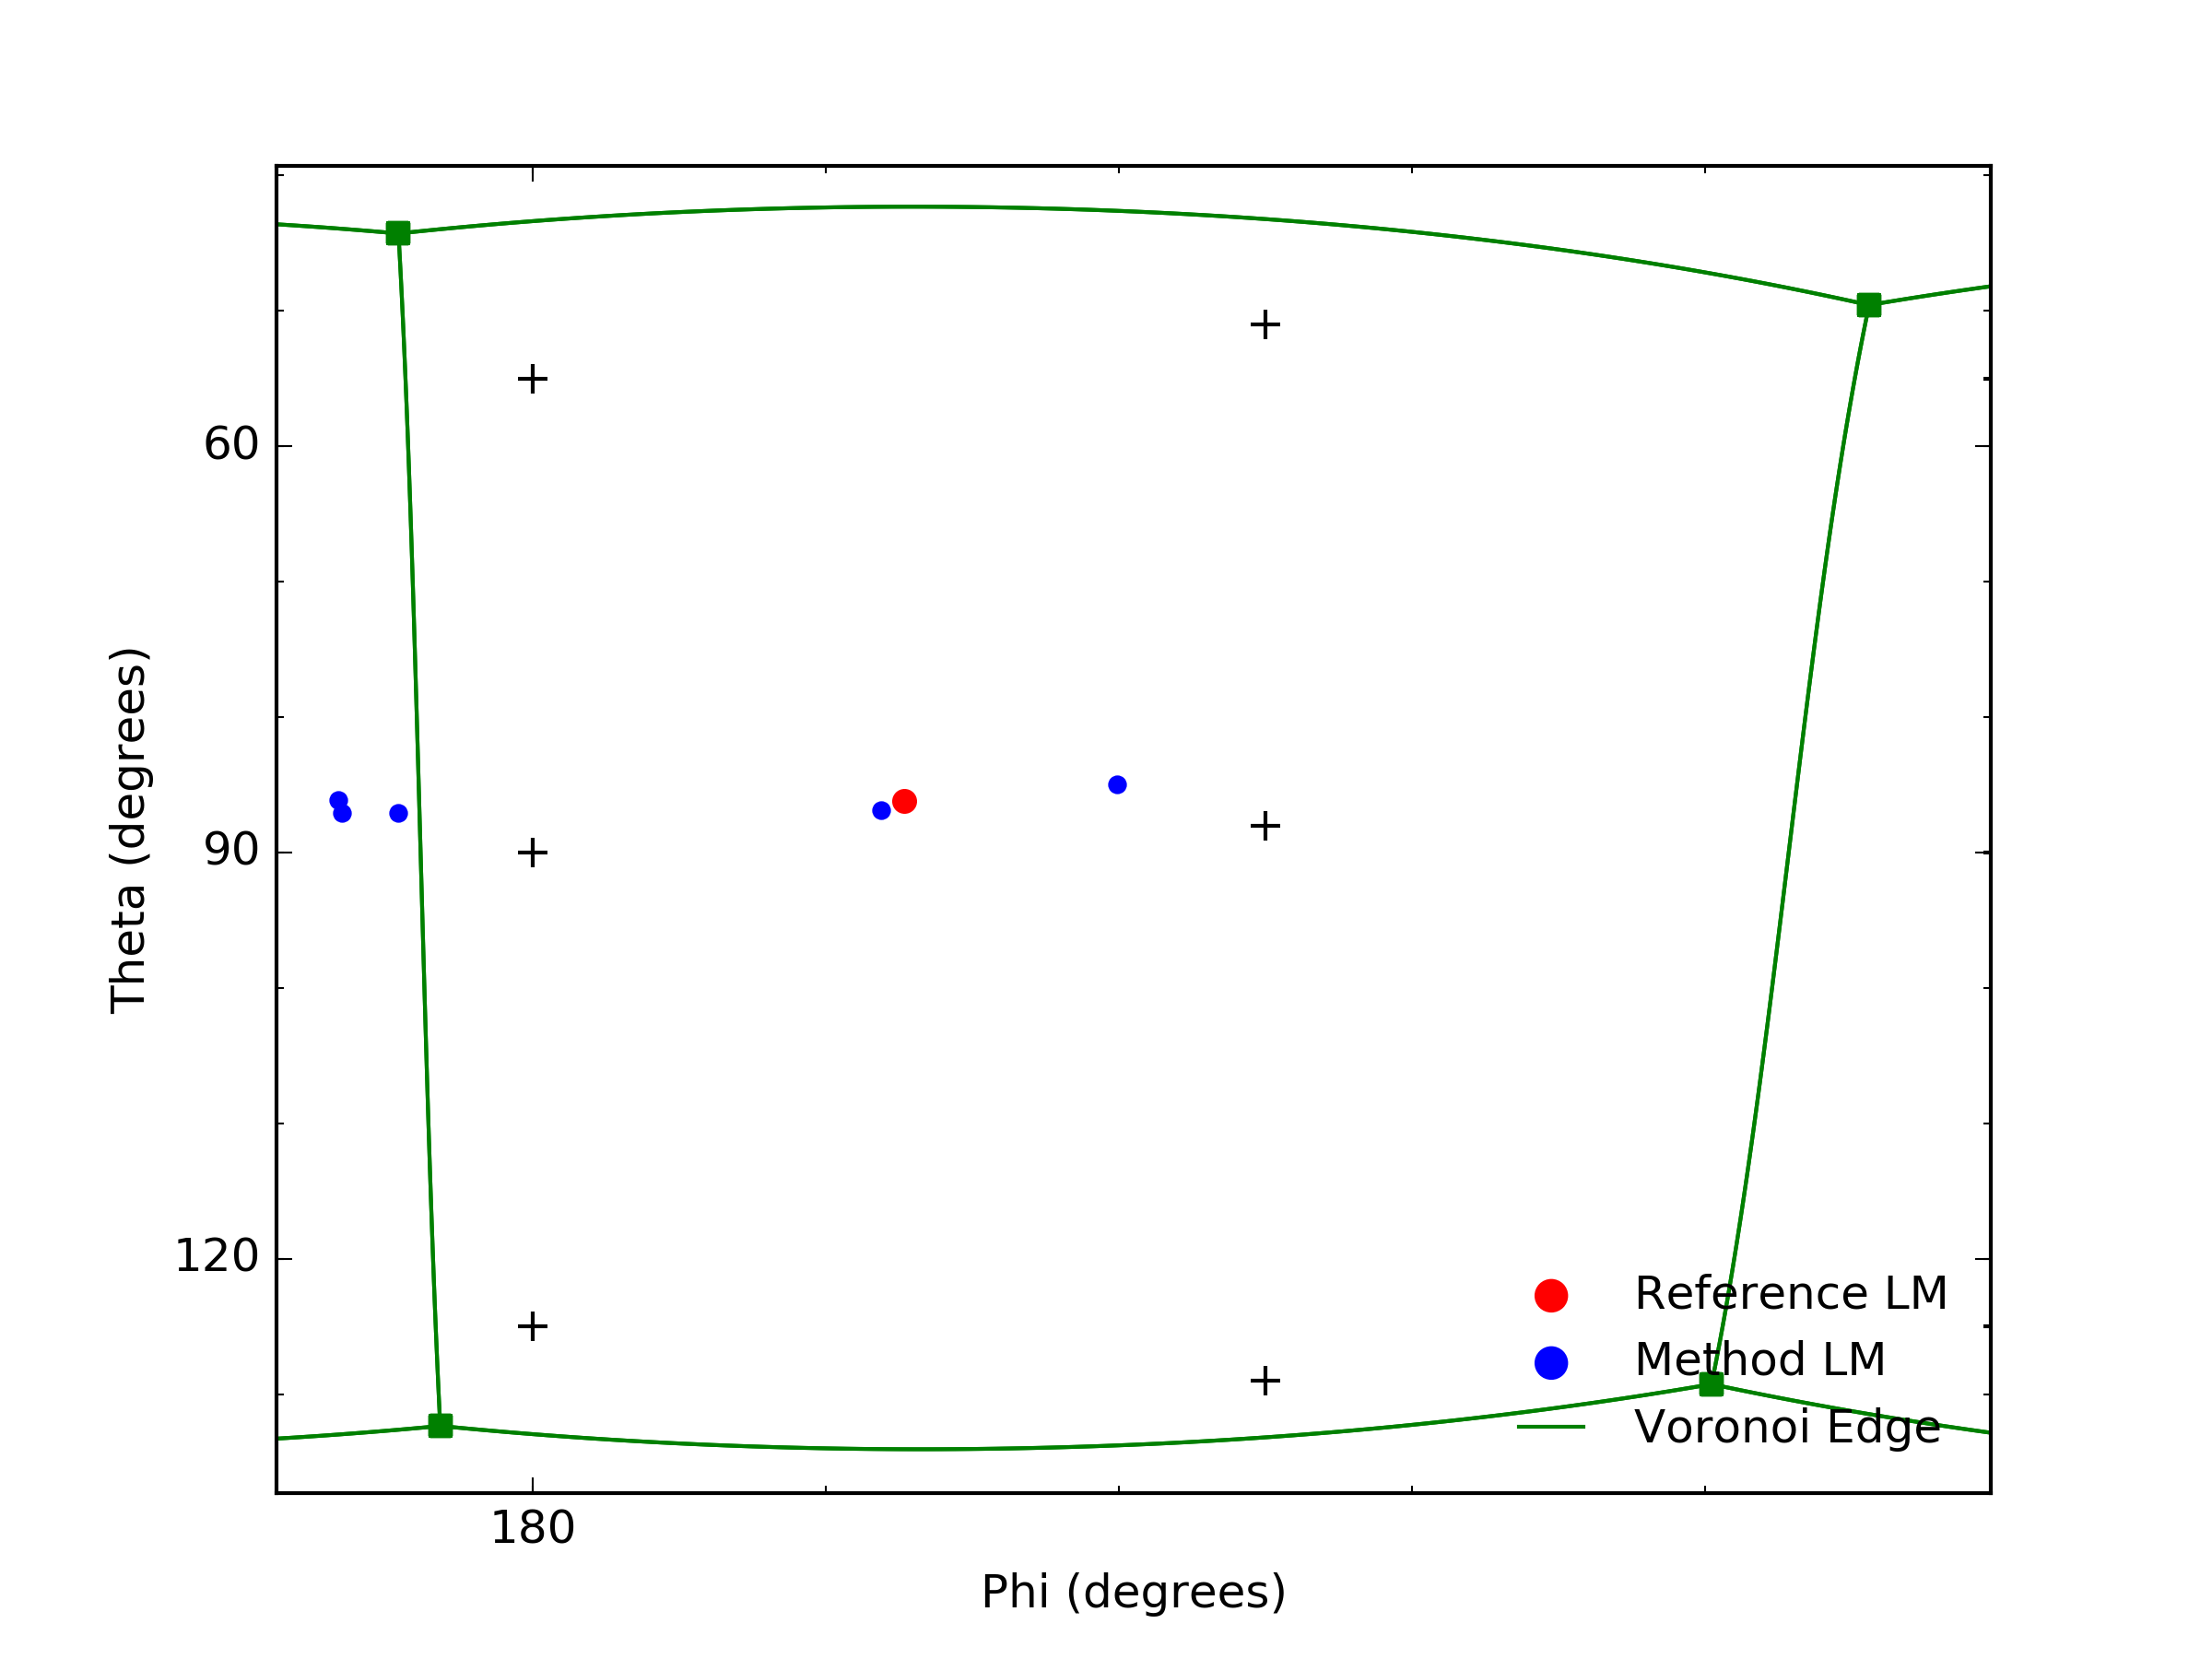 60
90
120
180
Theta (degrees)
Phi (degrees)
Reference LM
Method LM
Voronoi Edge